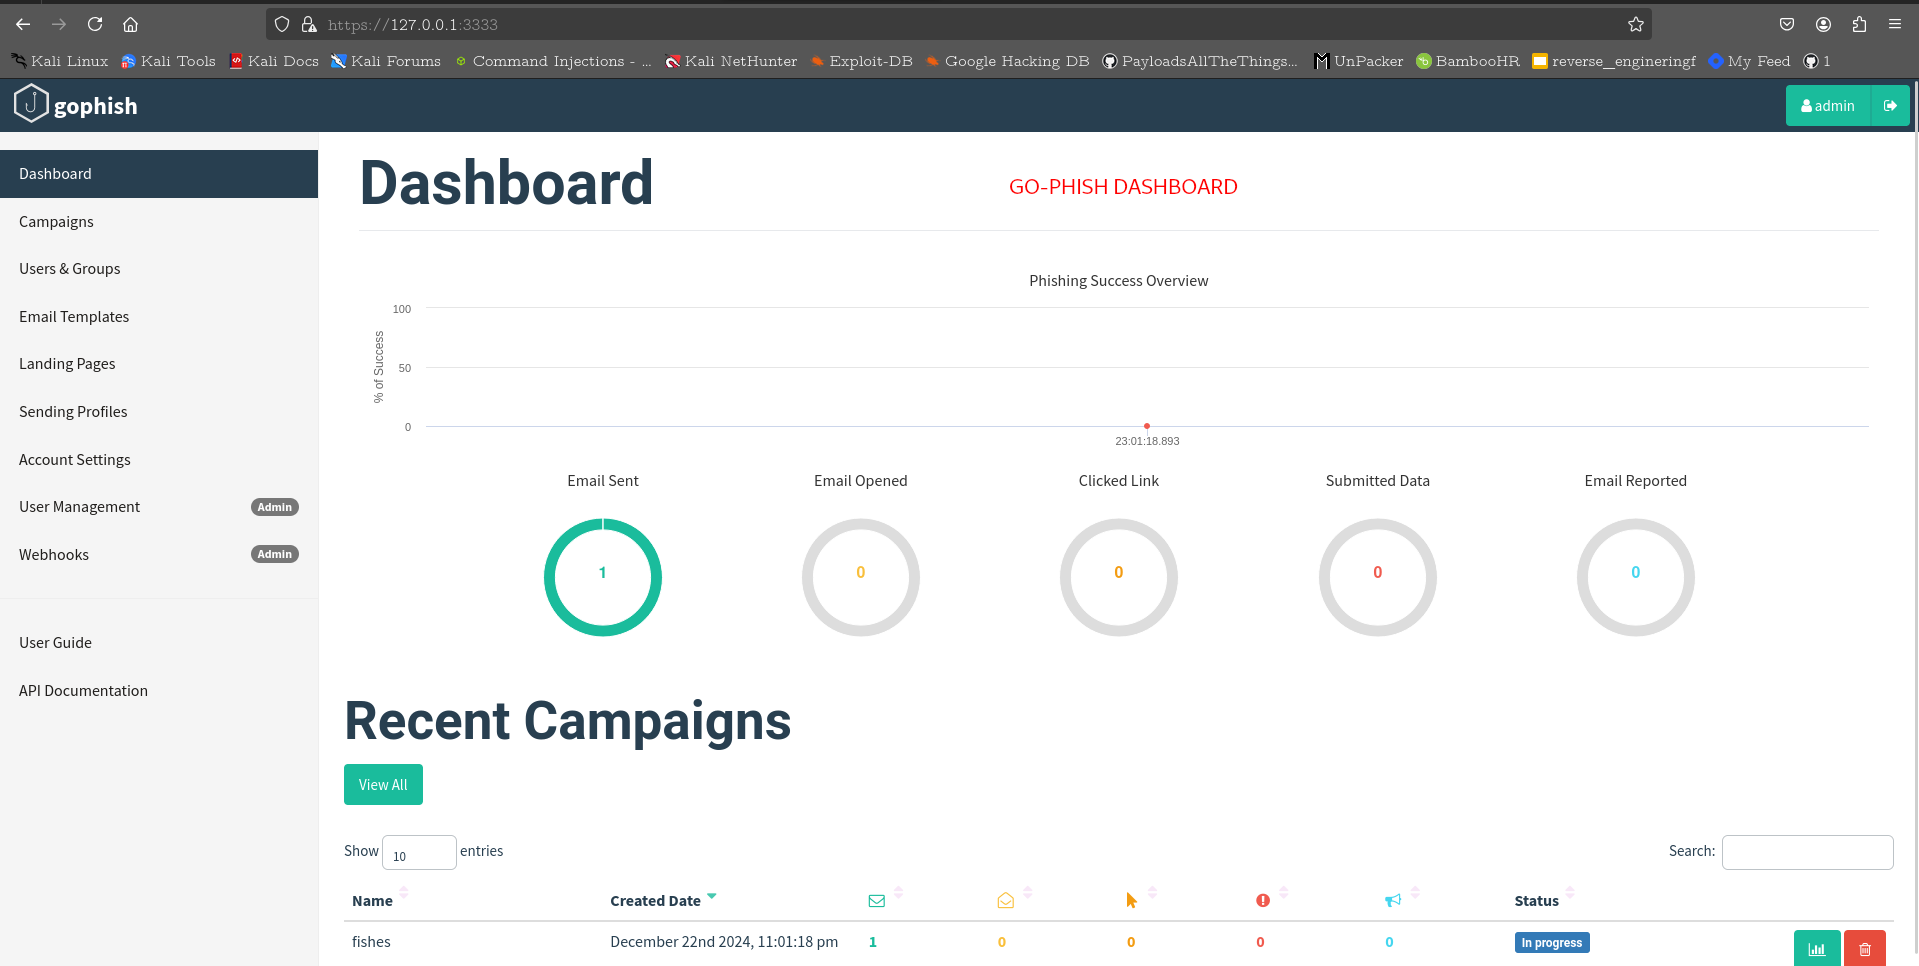 https://127.0.0.1:3333
Kali Linux Kali Tools Kali Docs Kali Forums Command Injections - ... Kali NetHunter Exploit-DB Google Hacking DB PayloadsAllTheThings... UnPacker BambooHR reverse_engineringf My Feed 1
gophish
admin
Dashboard
Campaigns
Users & Groups
Email Templates
Landing Pages
Sending Profiles
Account Settings
User Management Admin
Webhooks Admin
User Guide
API Documentation
Dashboard
GO-PHISH DASHBOARD
Phishing Success Overview
% of Success
100
50
0
23:01:18.893
Email Sent Email Opened Clicked Link Submitted Data Email Reported
1 0 0 0 0
Recent Campaigns
View All
Show 10 entries
Search:
Name Created Date Status
fishes December 22nd 2024, 11:01:18 pm 1 0 0 0 0 In progress